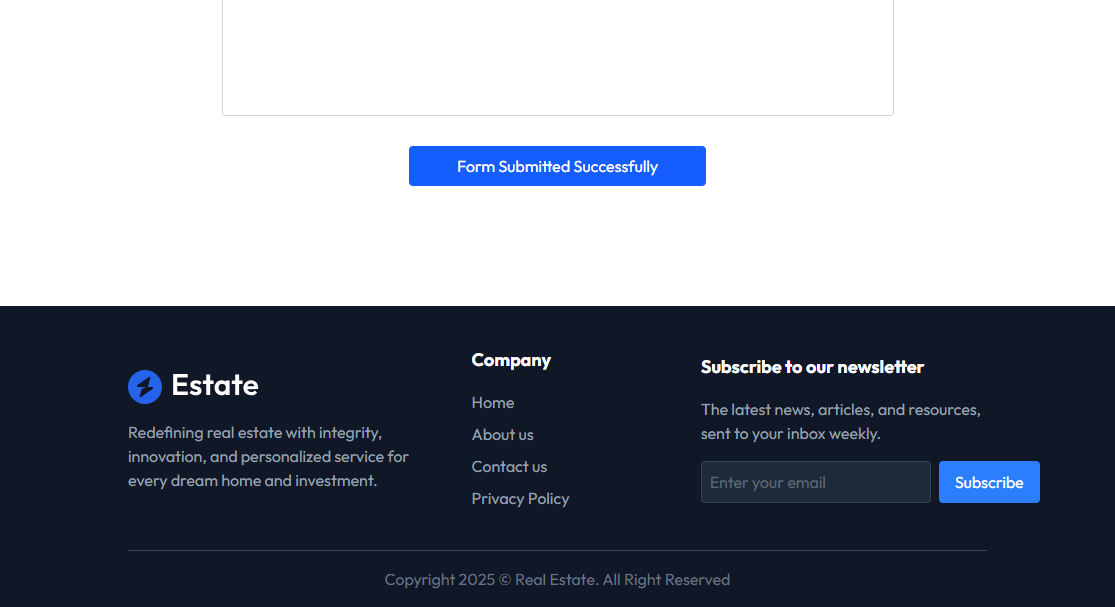 Form Submitted Successfully
Estate
Redefining real estate with integrity,
innovation, and personalized service for
every dream home and investment.
Company
Home
About us
Contact us
Privacy Policy
Subscribe to our newsletter
The latest news, articles, and resources,
sent to your inbox weekly.
Enter your email
Subscribe
Copyright 2025 © Real Estate. All Right Reserved